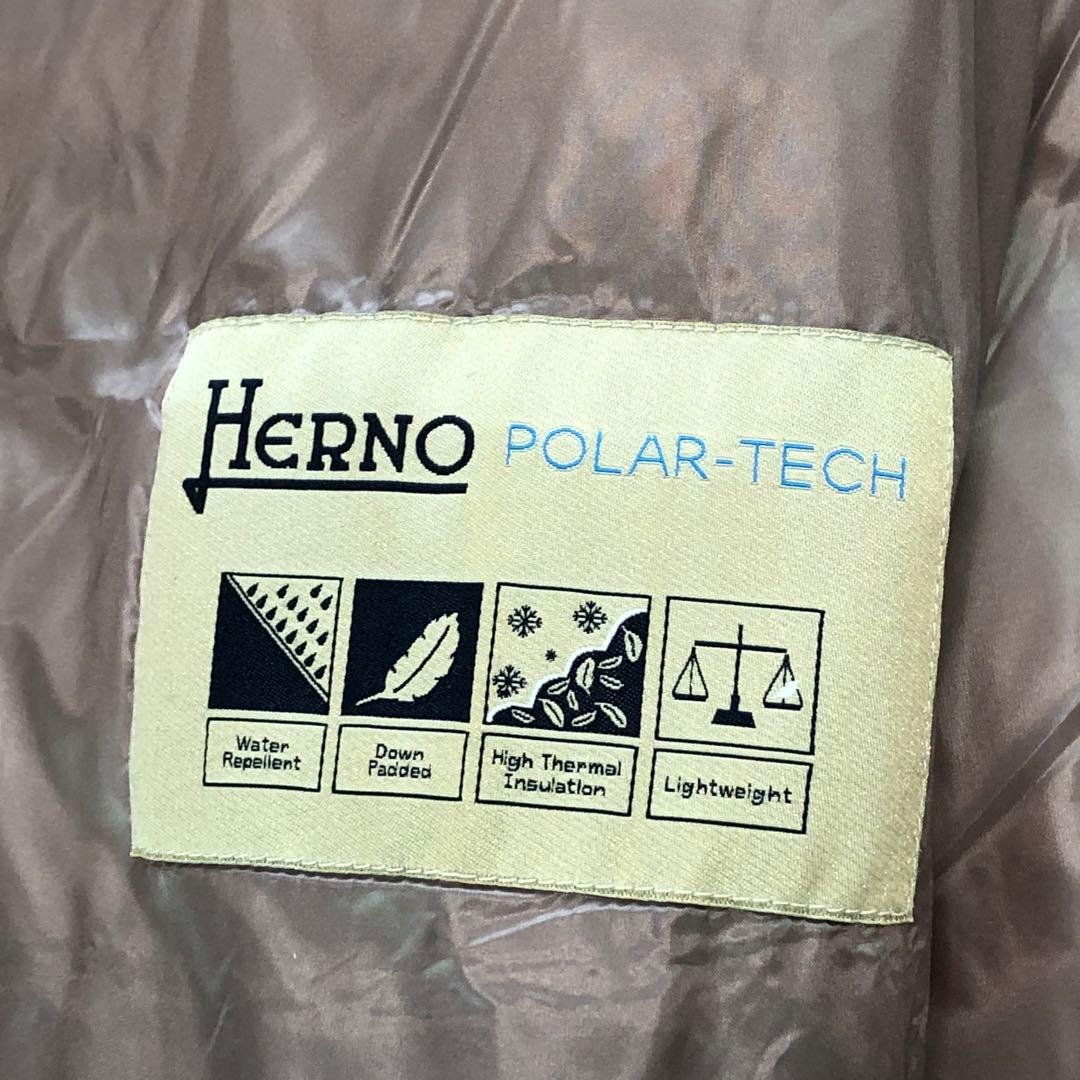 HERNO POLAR-TECH
Water
Repellent
Down
Padded
High Thermal
Insulation
Lightweight